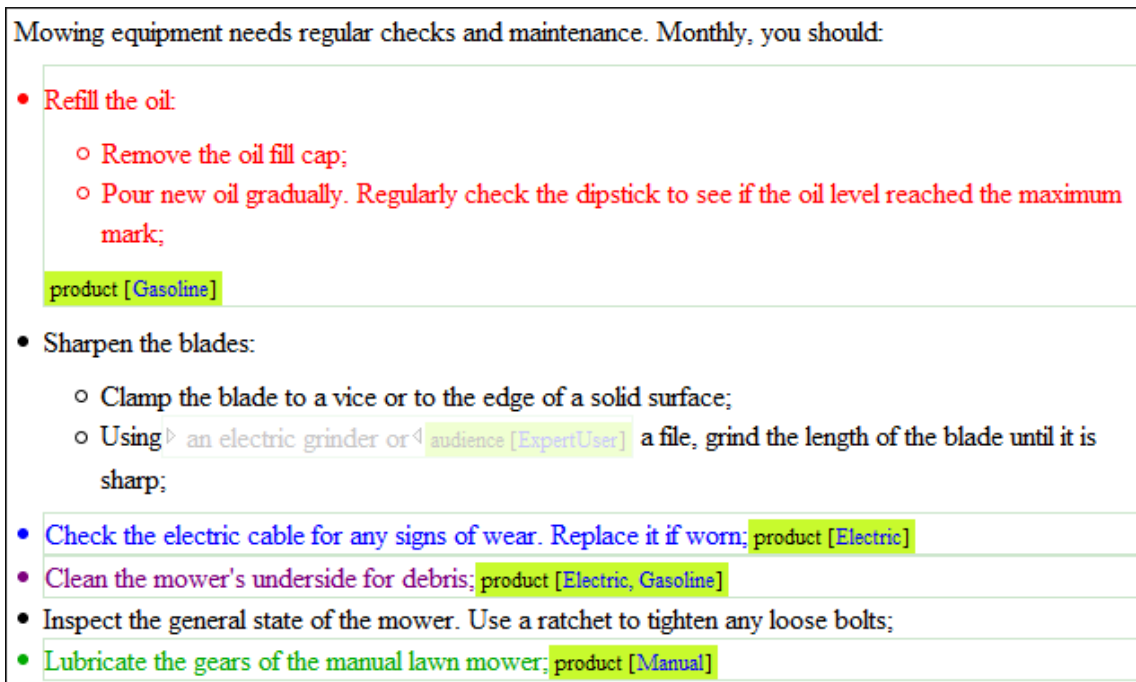 Mowing equipment needs regular checks and maintenance. Monthly, you should:
Refill the oil:
Remove the oil fill cap;
Pour new oil gradually. Regularly check the dipstick to see if the oil level reached the maximum
mark;
product [Gasoline]
Sharpen the blades:
Clamp the blade to a vice or to the edge of a solid surface;
Using an electric grinder or audience [ExpertUser] a file, grind the length of the blade until it is
sharp;
Check the electric cable for any signs of wear. Replace it if worn; product [Electric]
Clean the mower's underside for debris; product [Electric, Gasoline]
Inspect the general state of the mower. Use a ratchet to tighten any loose bolts;
Lubricate the gears of the manual lawn mower; product [Manual]